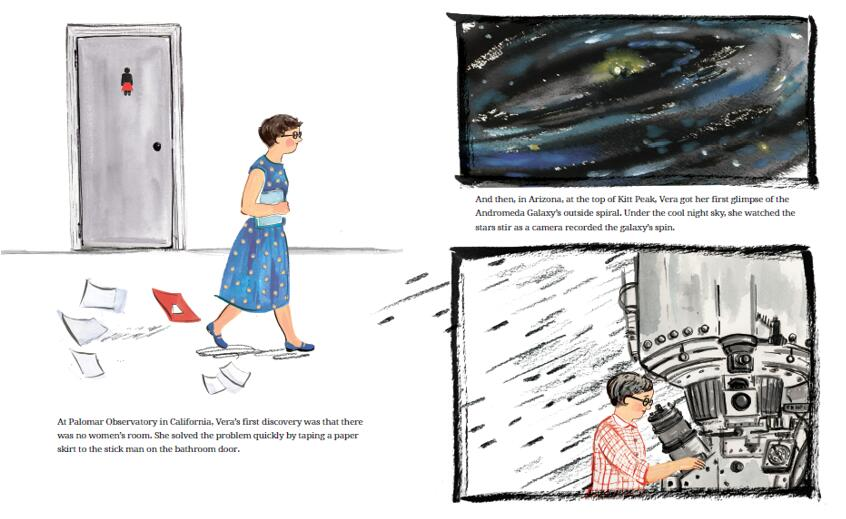 At Palomar Observatory in California, Vera's first discovery was that there
was no women's room. She solved the problem quickly by taping a paper
skirt to the stick man on the bathroom door.
And then, in Arizona, at the top of Kitt Peak, Vera got her first glimpse of the
Andromeda Galaxy's outside spiral. Under the cool night sky, she watched the
stars stir as a camera recorded the galaxy's spin.